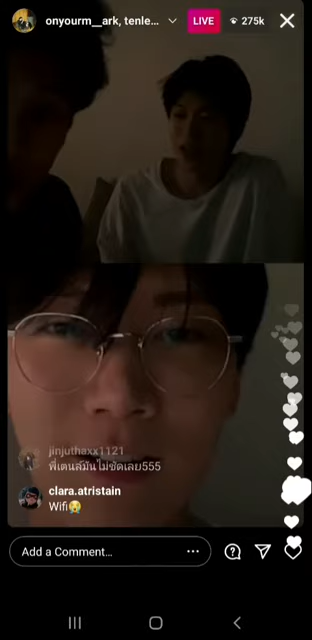 onyourm__ark, tenle...
LIVE
275k
jinjuthaxx1121
พี่เตนล์มันไม่ชัดเลย555
clara.atristain
Wifi😭
Add a Comment...